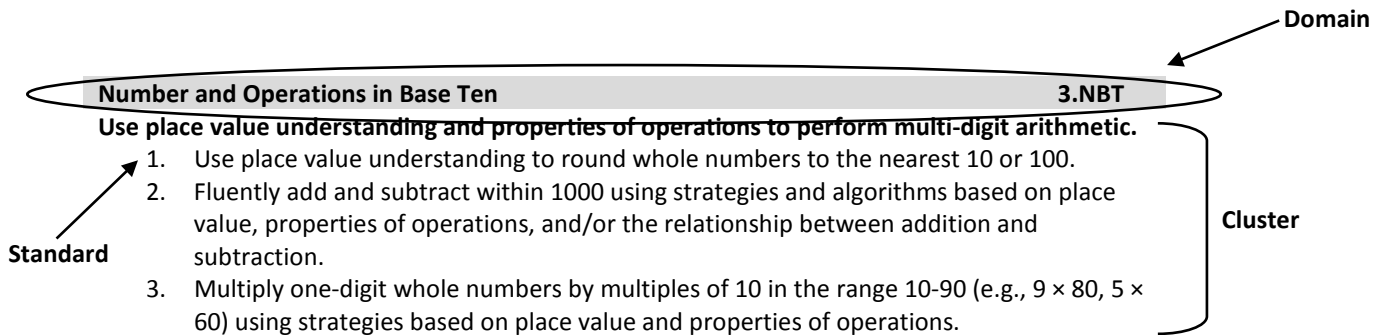 Domain
Number and Operations in Base Ten 3.NBT
Use place value understanding and properties of operations to perform multi-digit arithmetic.
1. Use place value understanding to round whole numbers to the nearest 10 or 100.
2. Fluently add and subtract within 1000 using strategies and algorithms based on place
value, properties of operations, and/or the relationship between addition and
subtraction.
Cluster
Standard
3. Multiply one-digit whole numbers by multiples of 10 in the range 10-90 (e.g., 9 × 80, 5 ×
60) using strategies based on place value and properties of operations.